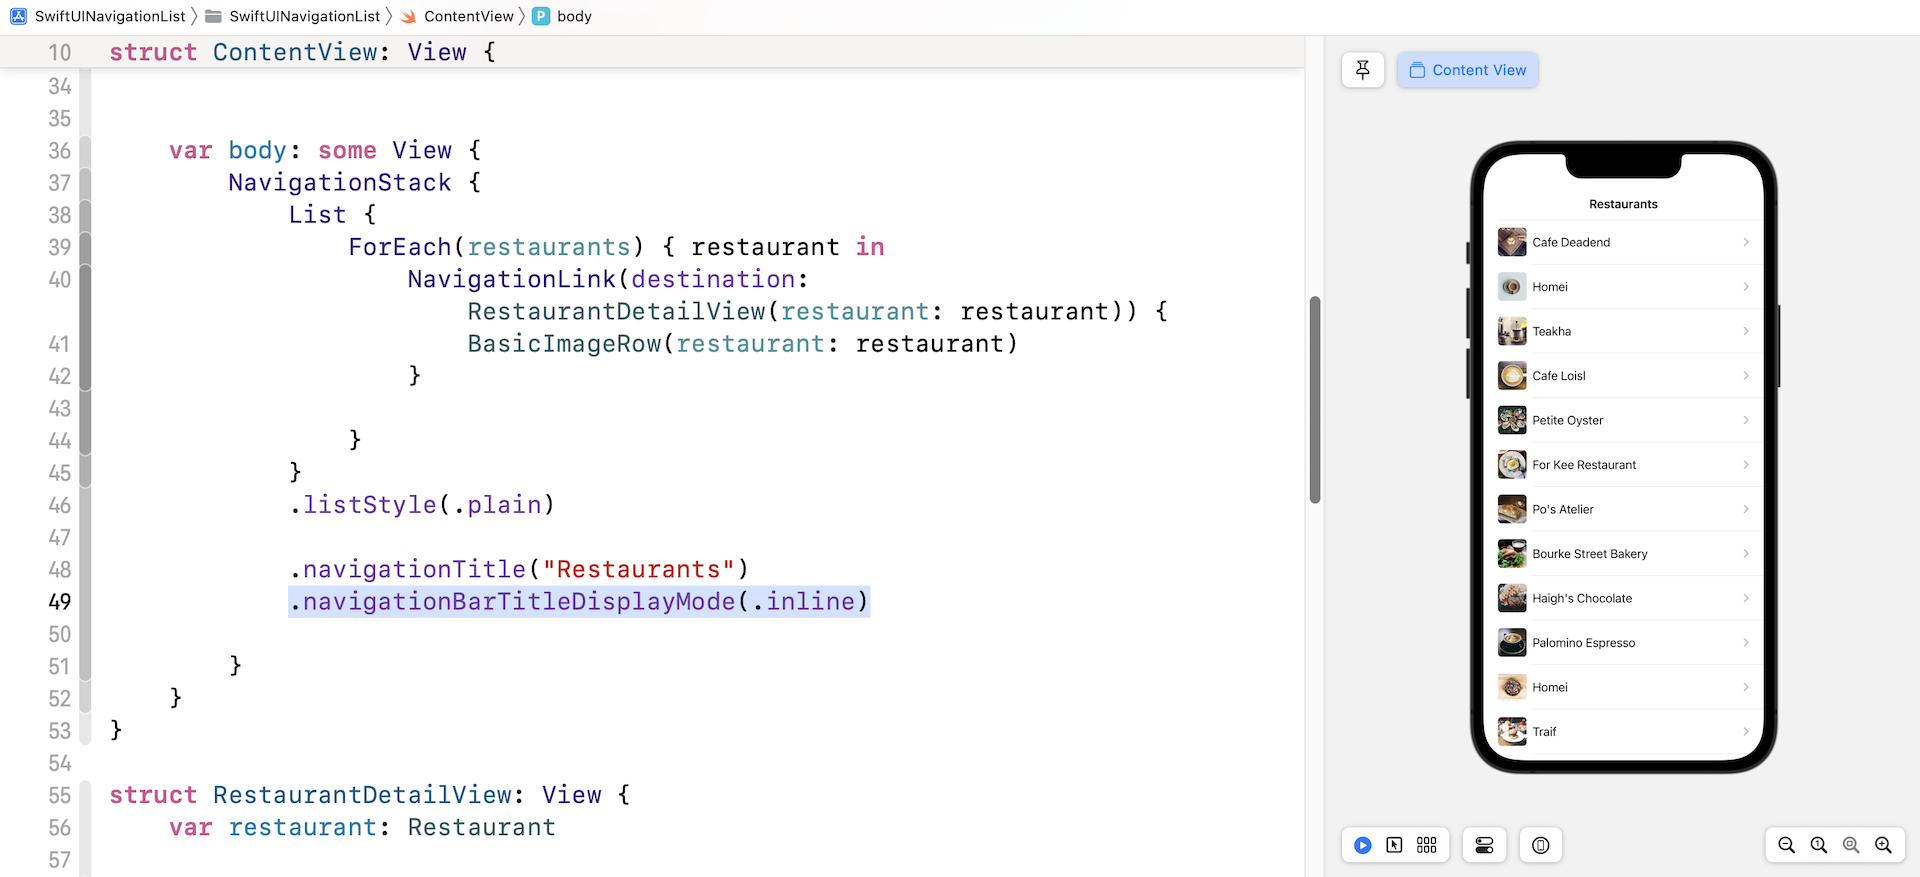 SwiftUINavigationList SwiftUINavigationList ContentView P body
10 struct ContentView: View {
34
35
36 var body: some View {
37 NavigationStack {
38 List {
39 ForEach(restaurants) { restaurant in
40 NavigationLink(destination:
RestaurantDetailView(restaurant: restaurant)) {
41 BasicImageRow(restaurant: restaurant)
42 }
43
44 }
45 }
46 .listStyle(.plain)
47
48 .navigationTitle("Restaurants")
49 .navigationBarTitleDisplayMode(.inline)
50
51 }
52 }
53 }
54
55 struct RestaurantDetailView: View {
56 var restaurant: Restaurant
57
Content View
Restaurants
Cafe Deadend
Homei
Teakha
Cafe Loisl
Petite Oyster
For Kee Restaurant
Po's Atelier
Bourke Street Bakery
Haigh's Chocolate
Palomino Espresso
Homei
Traif